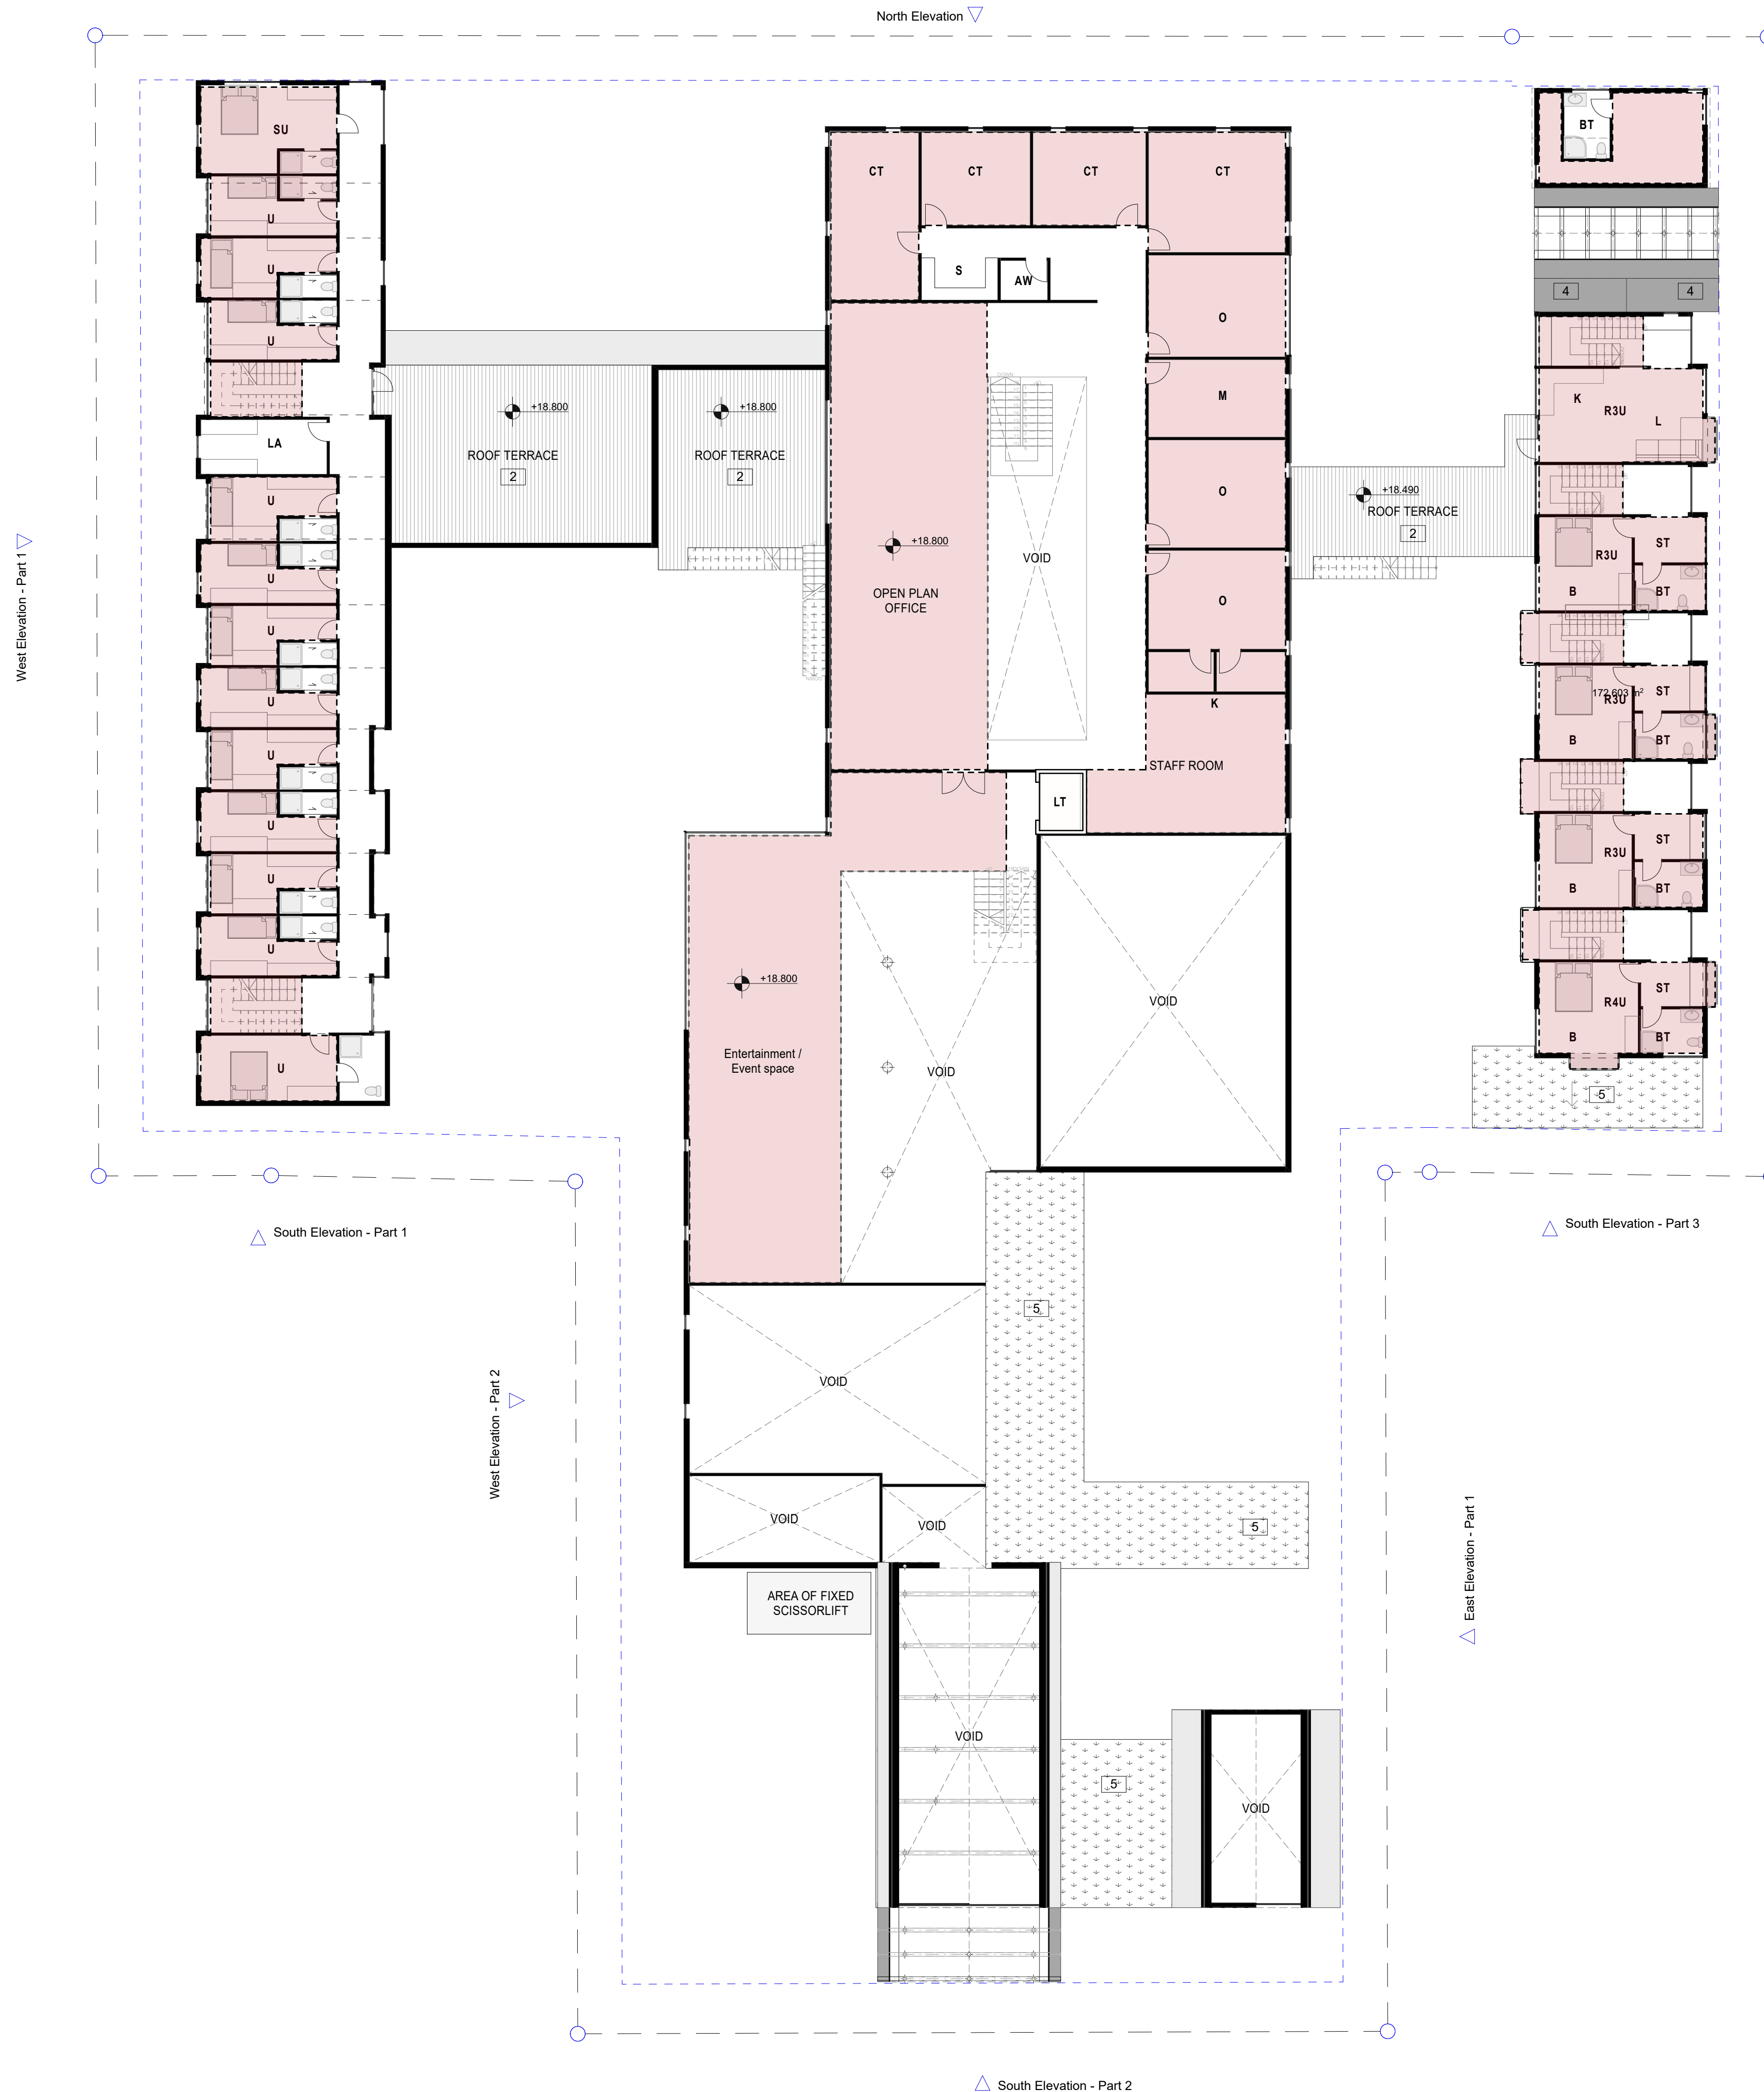 North Elevation
SU
BT
CT
CT
CT
CT
U
U
S
AW
4
4
O
U
M
K
R3U
L
+18.800
+18.800
LA
ROOF TERRACE
ROOF TERRACE
2
2
+18.490
ROOF TERRACE
2
U
O
West Elevation - Part 1
+18.800
VOID
ST
R3U
U
OPEN PLAN
OFFICE
B
BT
O
U
172.603 m²
R3U
ST
U
K
B
BT
U
STAFF ROOM
LT
U
ST
R3U
U
B
BT
U
+18.800
VOID
ST
R4U
B
BT
Entertainment /
Event space
VOID
U
5
South Elevation - Part 1
South Elevation - Part 3
5
West Elevation - Part 2
VOID
VOID
VOID
5
East Elevation - Part 1
AREA OF FIXED
SCISSORLIFT
VOID
5
VOID
South Elevation - Part 2